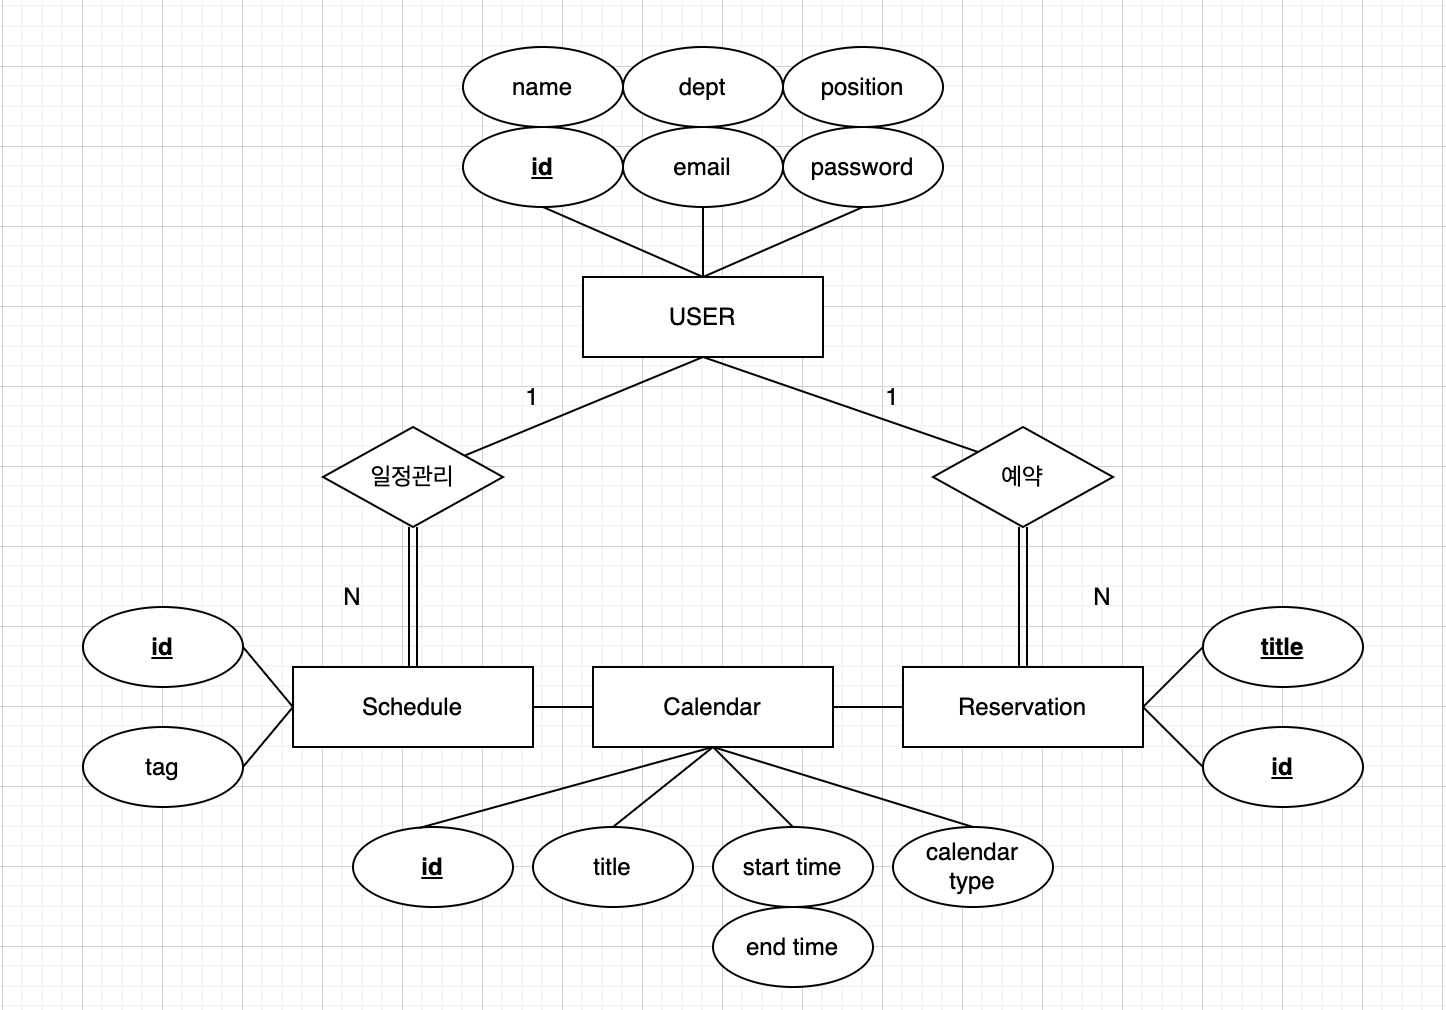 name
dept
position
id
email
password
USER
1
1
일정관리
예약
N
N
id
title
Schedule
Calendar
Reservation
tag
id
id
title
start time
calendar
type
end time